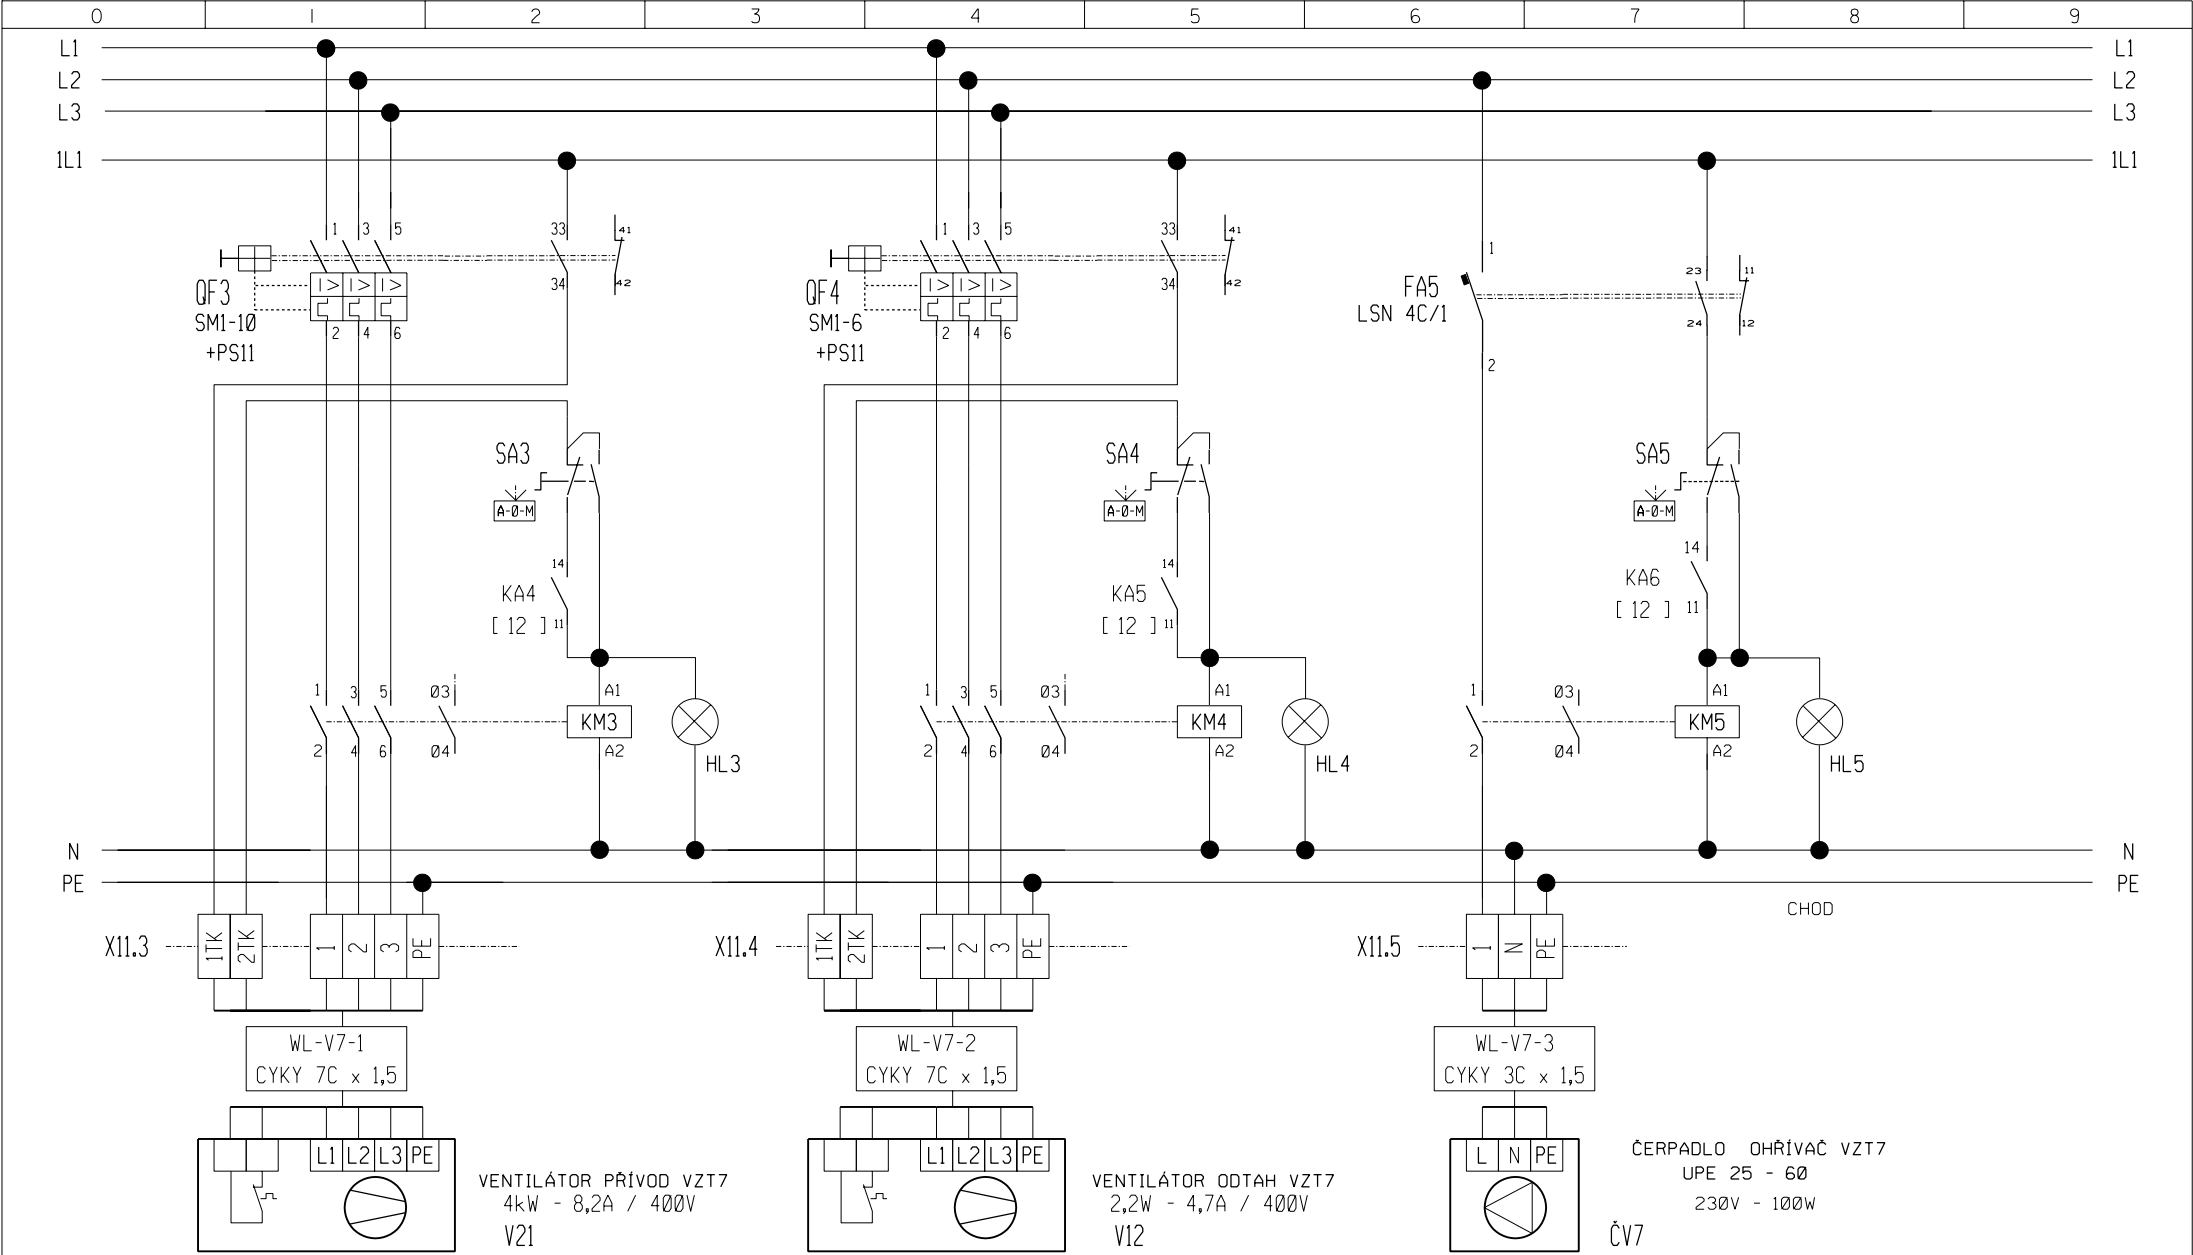 0 1 2 3 4 5 6 7 8 9
L1 L1
L2 L2
L3 L3
1L1 1L1
1 3 5 33 41
QF3
SM1-10
+PS11
I> I> I>
2 4 6 34 42
1 3 5 33 41
QF4
SM1-6
+PS11
I> I> I>
2 4 6 34 42
1
FA5
LSN 4C/1
2
23 11
24 12
SA3
A-0-M
14
KA4
[ 12 ] 11
SA4
A-0-M
14
KA5
[ 12 ] 11
SA5
A-0-M
14
KA6
[ 12 ] 11
1 3 5 03 A1
KM3
2 4 6 04 A2
HL3
1 3 5 03 A1
KM4
2 4 6 04 A2
HL4
1 03 A1
KM5
2 04 A2
HL5
N N
PE PE
CHOD
X11.3 1TK 2TK 1 2 3 PE
X11.4 1TK 2TK 1 2 3 PE
X11.5 1 N PE
WL-V7-1
CYKY 7C x 1,5
WL-V7-2
CYKY 7C x 1,5
WL-V7-3
CYKY 3C x 1,5
L1 L2 L3 PE
VENTILÁTOR PŘÍVOD VZT7
4kW - 8,2A / 400V
V21
L1 L2 L3 PE
VENTILÁTOR ODTAH VZT7
2,2W - 4,7A / 400V
V12
L N PE
ČERPADLO OHŘÍVAČ VZT7
UPE 25 - 60
230V - 100W
ČV7